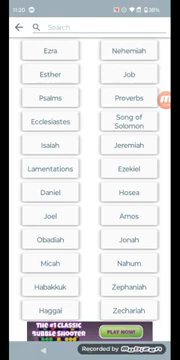 11:20
38%
Search
Ezra
Nehemiah
Esther
Job
Psalms
Proverbs
Ecclesiastes
Song of
Solomon
Isaiah
Jeremiah
Lamentations
Ezekiel
Daniel
Hosea
Joel
Amos
Obadiah
Jonah
Micah
Nahum
Habakkuk
Zephaniah
Haggai
Zechariah
THE #1 CLASSIC
BUBBLE SHOOTER
PLAY NOW!
Recorded by